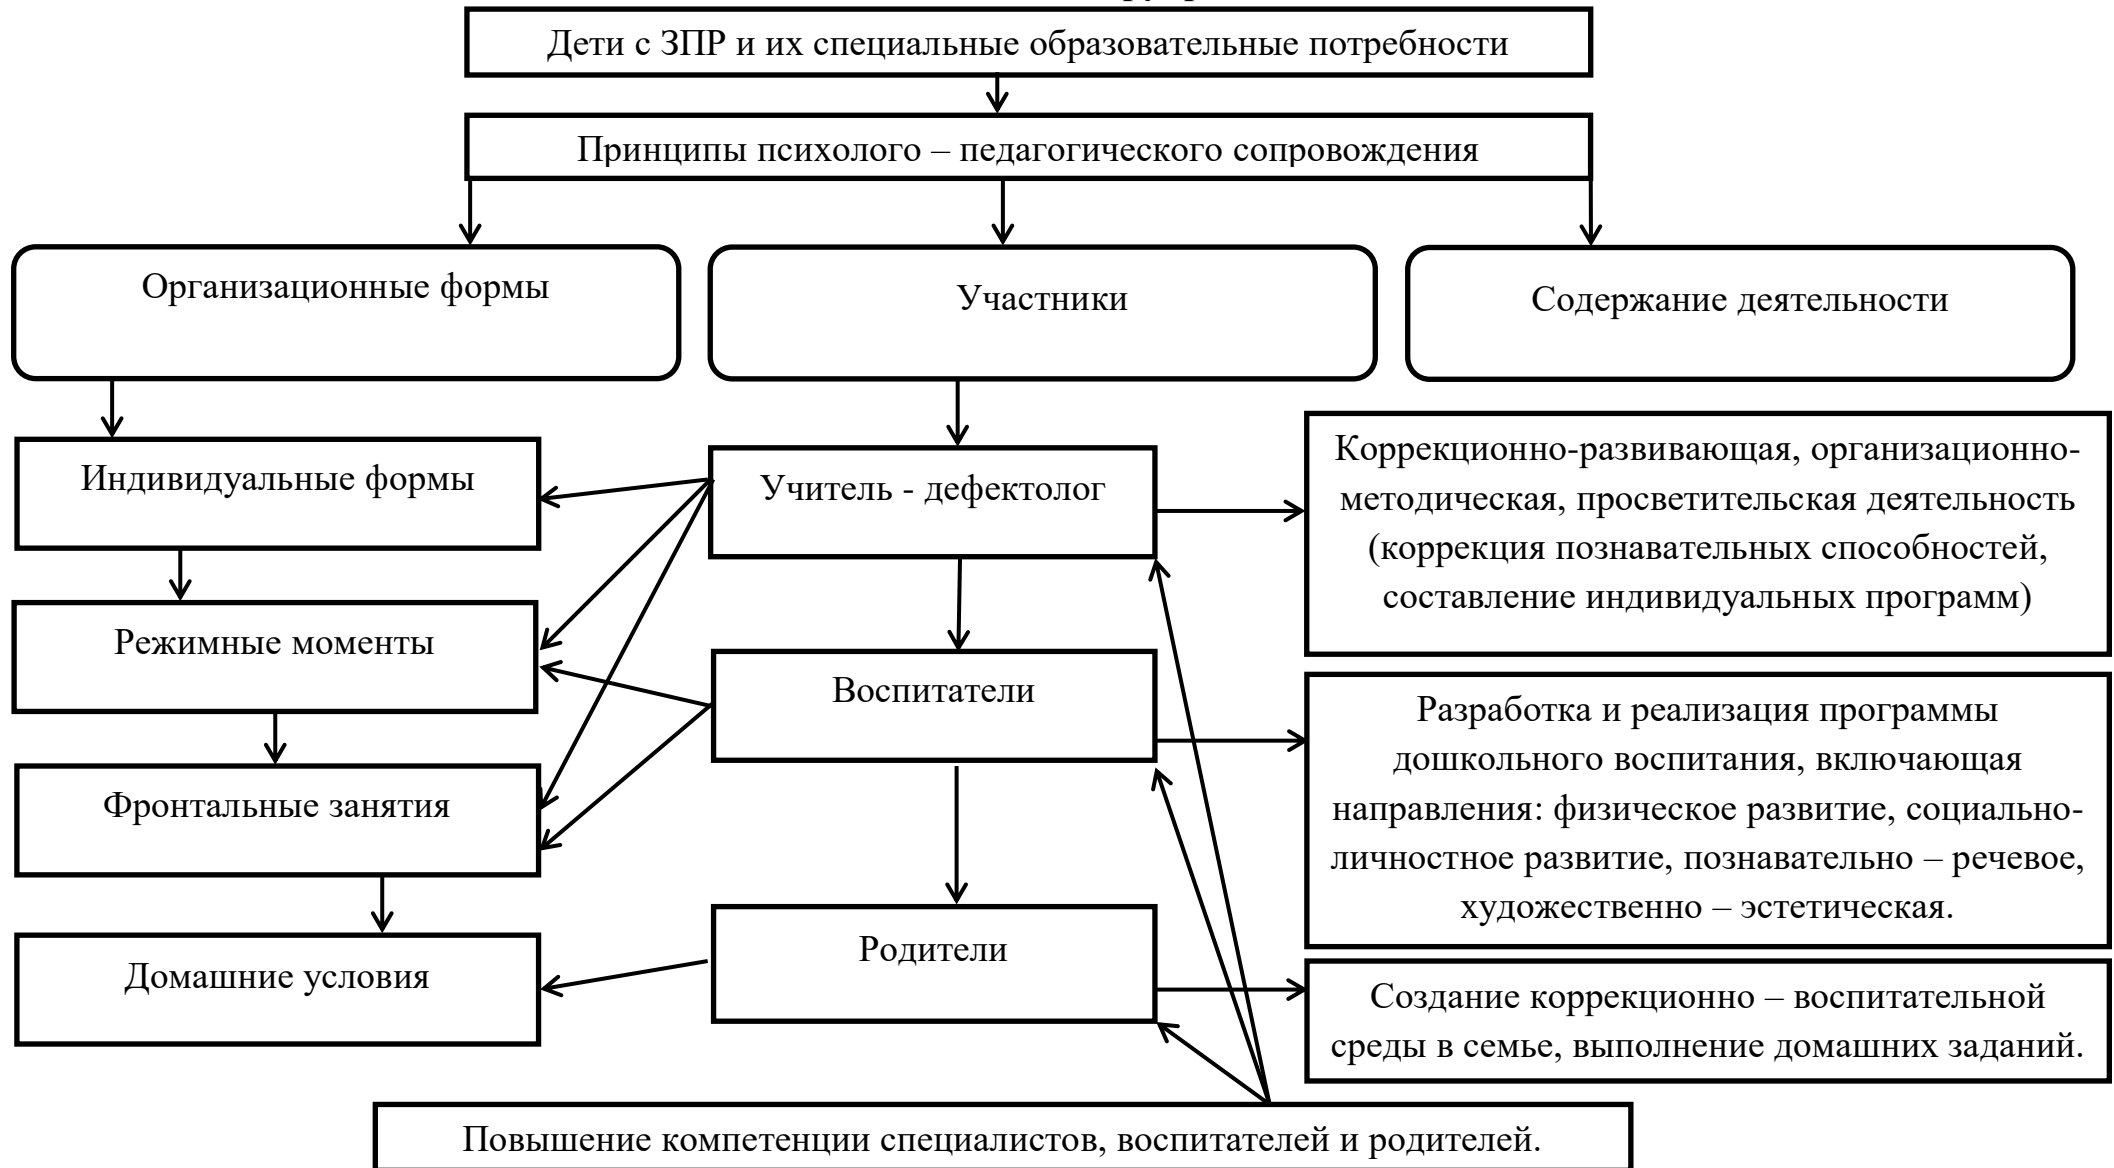 Дети с ЗПР и их специальные образовательные потребности
Принципы психолого – педагогического сопровождения
Организационные формы
Участники
Содержание деятельности
Индивидуальные формы
Учитель - дефектолог
Коррекционно-развивающая, организационно-
методическая, просветительская деятельность
(коррекция познавательных способностей,
составление индивидуальных программ)
Режимные моменты
Воспитатели
Разработка и реализация программы
дошкольного воспитания, включающая
направления: физическое развитие, социально-
личностное развитие, познавательно – речевое,
художественно – эстетическая.
Фронтальные занятия
Домашние условия
Родители
Создание коррекционно – воспитательной
среды в семье, выполнение домашних заданий.
Повышение компетенции специалистов, воспитателей и родителей.